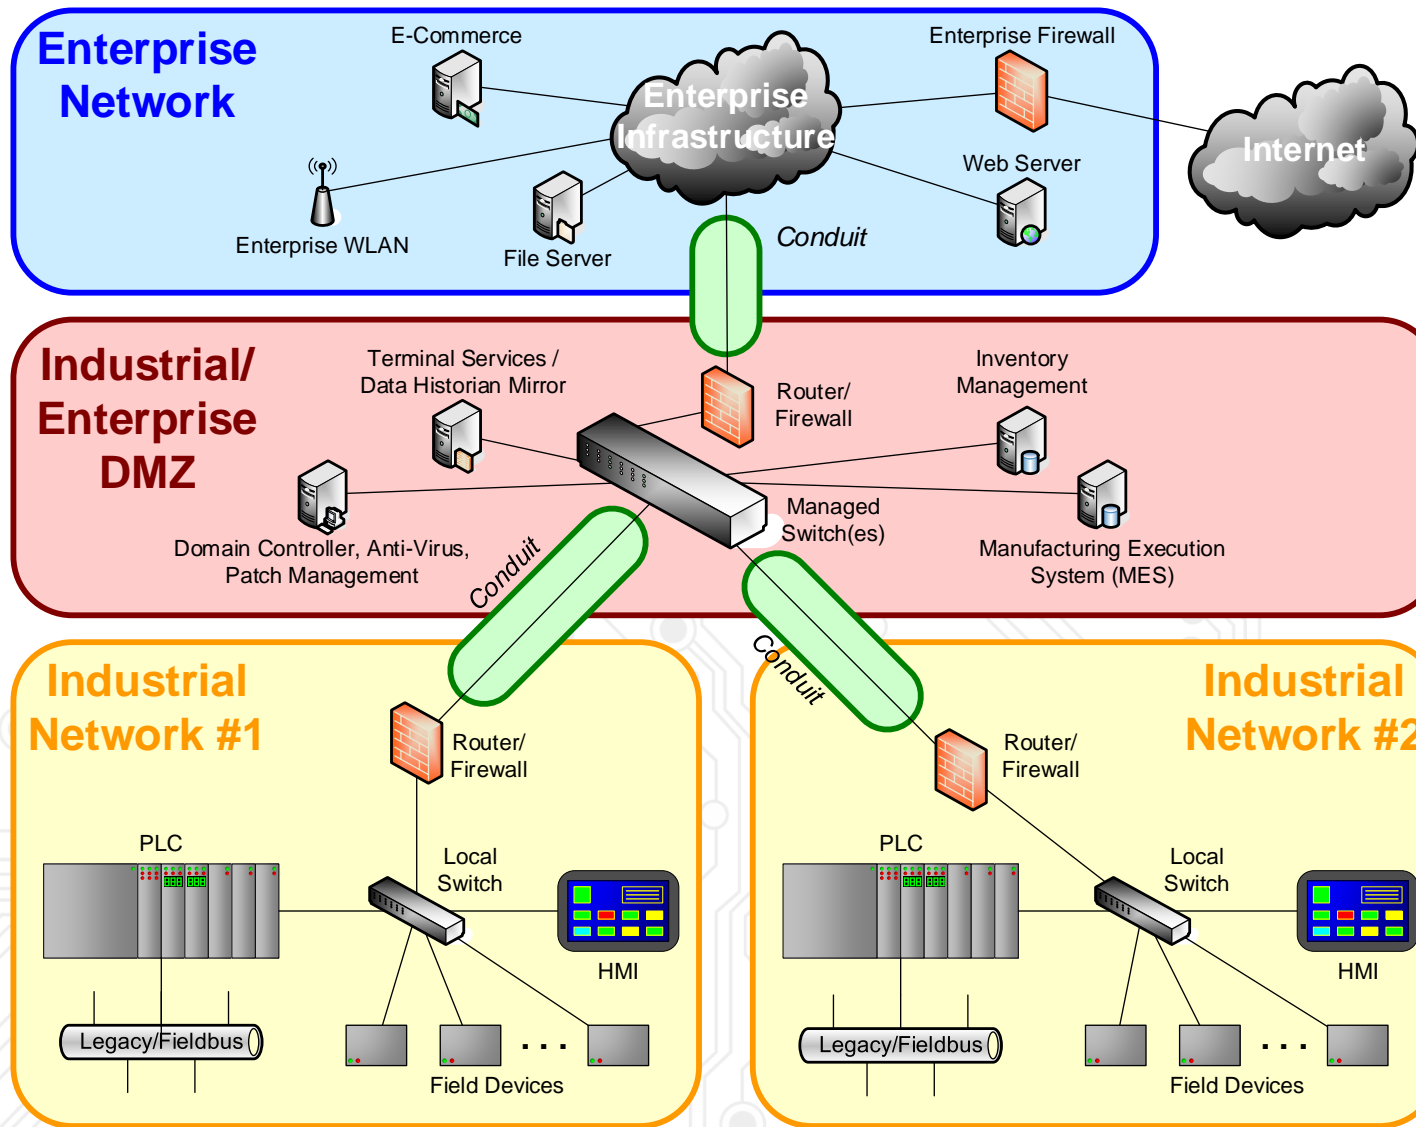 Enterprise
Network
E-Commerce
Enterprise Firewall
Enterprise
Infrastructure
Internet
Web Server
Enterprise WLAN
File Server
Conduit
Industrial/
Enterprise
DMZ
Terminal Services /
Data Historian Mirror
Router/
Firewall
Inventory
Management
Managed
Switch(es)
Domain Controller, Anti-Virus,
Patch Management
Manufacturing Execution
System (MES)
Conduit
Conduit
Industrial
Network #1
Router/
Firewall
PLC
Local
Switch
HMI
Legacy/Fieldbus
. . .
Field Devices
Industrial
Network #2
Router/
Firewall
PLC
Local
Switch
HMI
Legacy/Fieldbus
. . .
Field Devices